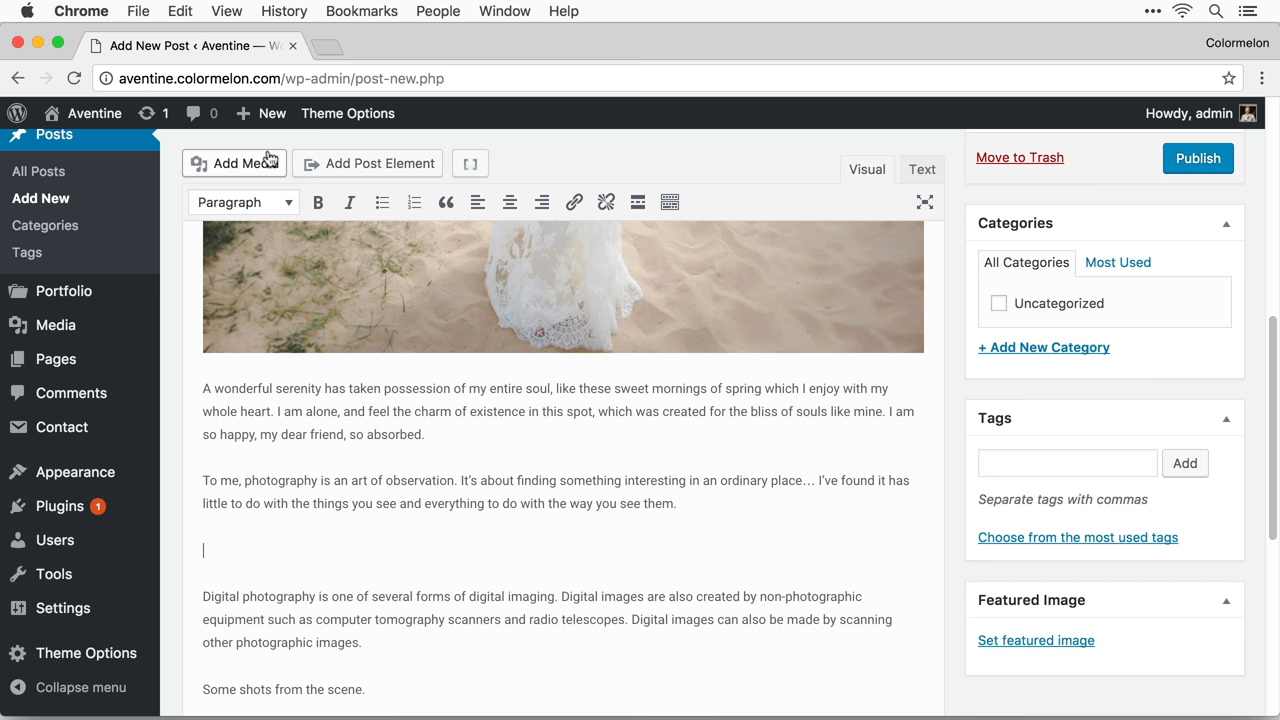 Chrome File Edit View History Bookmarks People Window Help
Add New Post ‹ Aventine — W
Colormelon
aventine.colormelon.com/wp-admin/post-new.php
Aventine 1 0 New Theme Options Howdy, admin
Posts
All Posts
Add New
Categories
Tags
Portfolio
Media
Pages
Comments
Contact
Appearance
Plugins 1
Users
Tools
Settings
Theme Options
Collapse menu
Add Media Add Post Element [ ]
Visual Text
Paragraph B I
A wonderful serenity has taken possession of my entire soul, like these sweet mornings of spring which I enjoy with my
whole heart. I am alone, and feel the charm of existence in this spot, which was created for the bliss of souls like mine. I am
so happy, my dear friend, so absorbed.
To me, photography is an art of observation. It’s about finding something interesting in an ordinary place… I’ve found it has
little to do with the things you see and everything to do with the way you see them.
Digital photography is one of several forms of digital imaging. Digital images are also created by non-photographic
equipment such as computer tomography scanners and radio telescopes. Digital images can also be made by scanning
other photographic images.
Some shots from the scene.
Move to Trash Publish
Categories
All Categories Most Used
Uncategorized
+ Add New Category
Tags
Add
Separate tags with commas
Choose from the most used tags
Featured Image
Set featured image